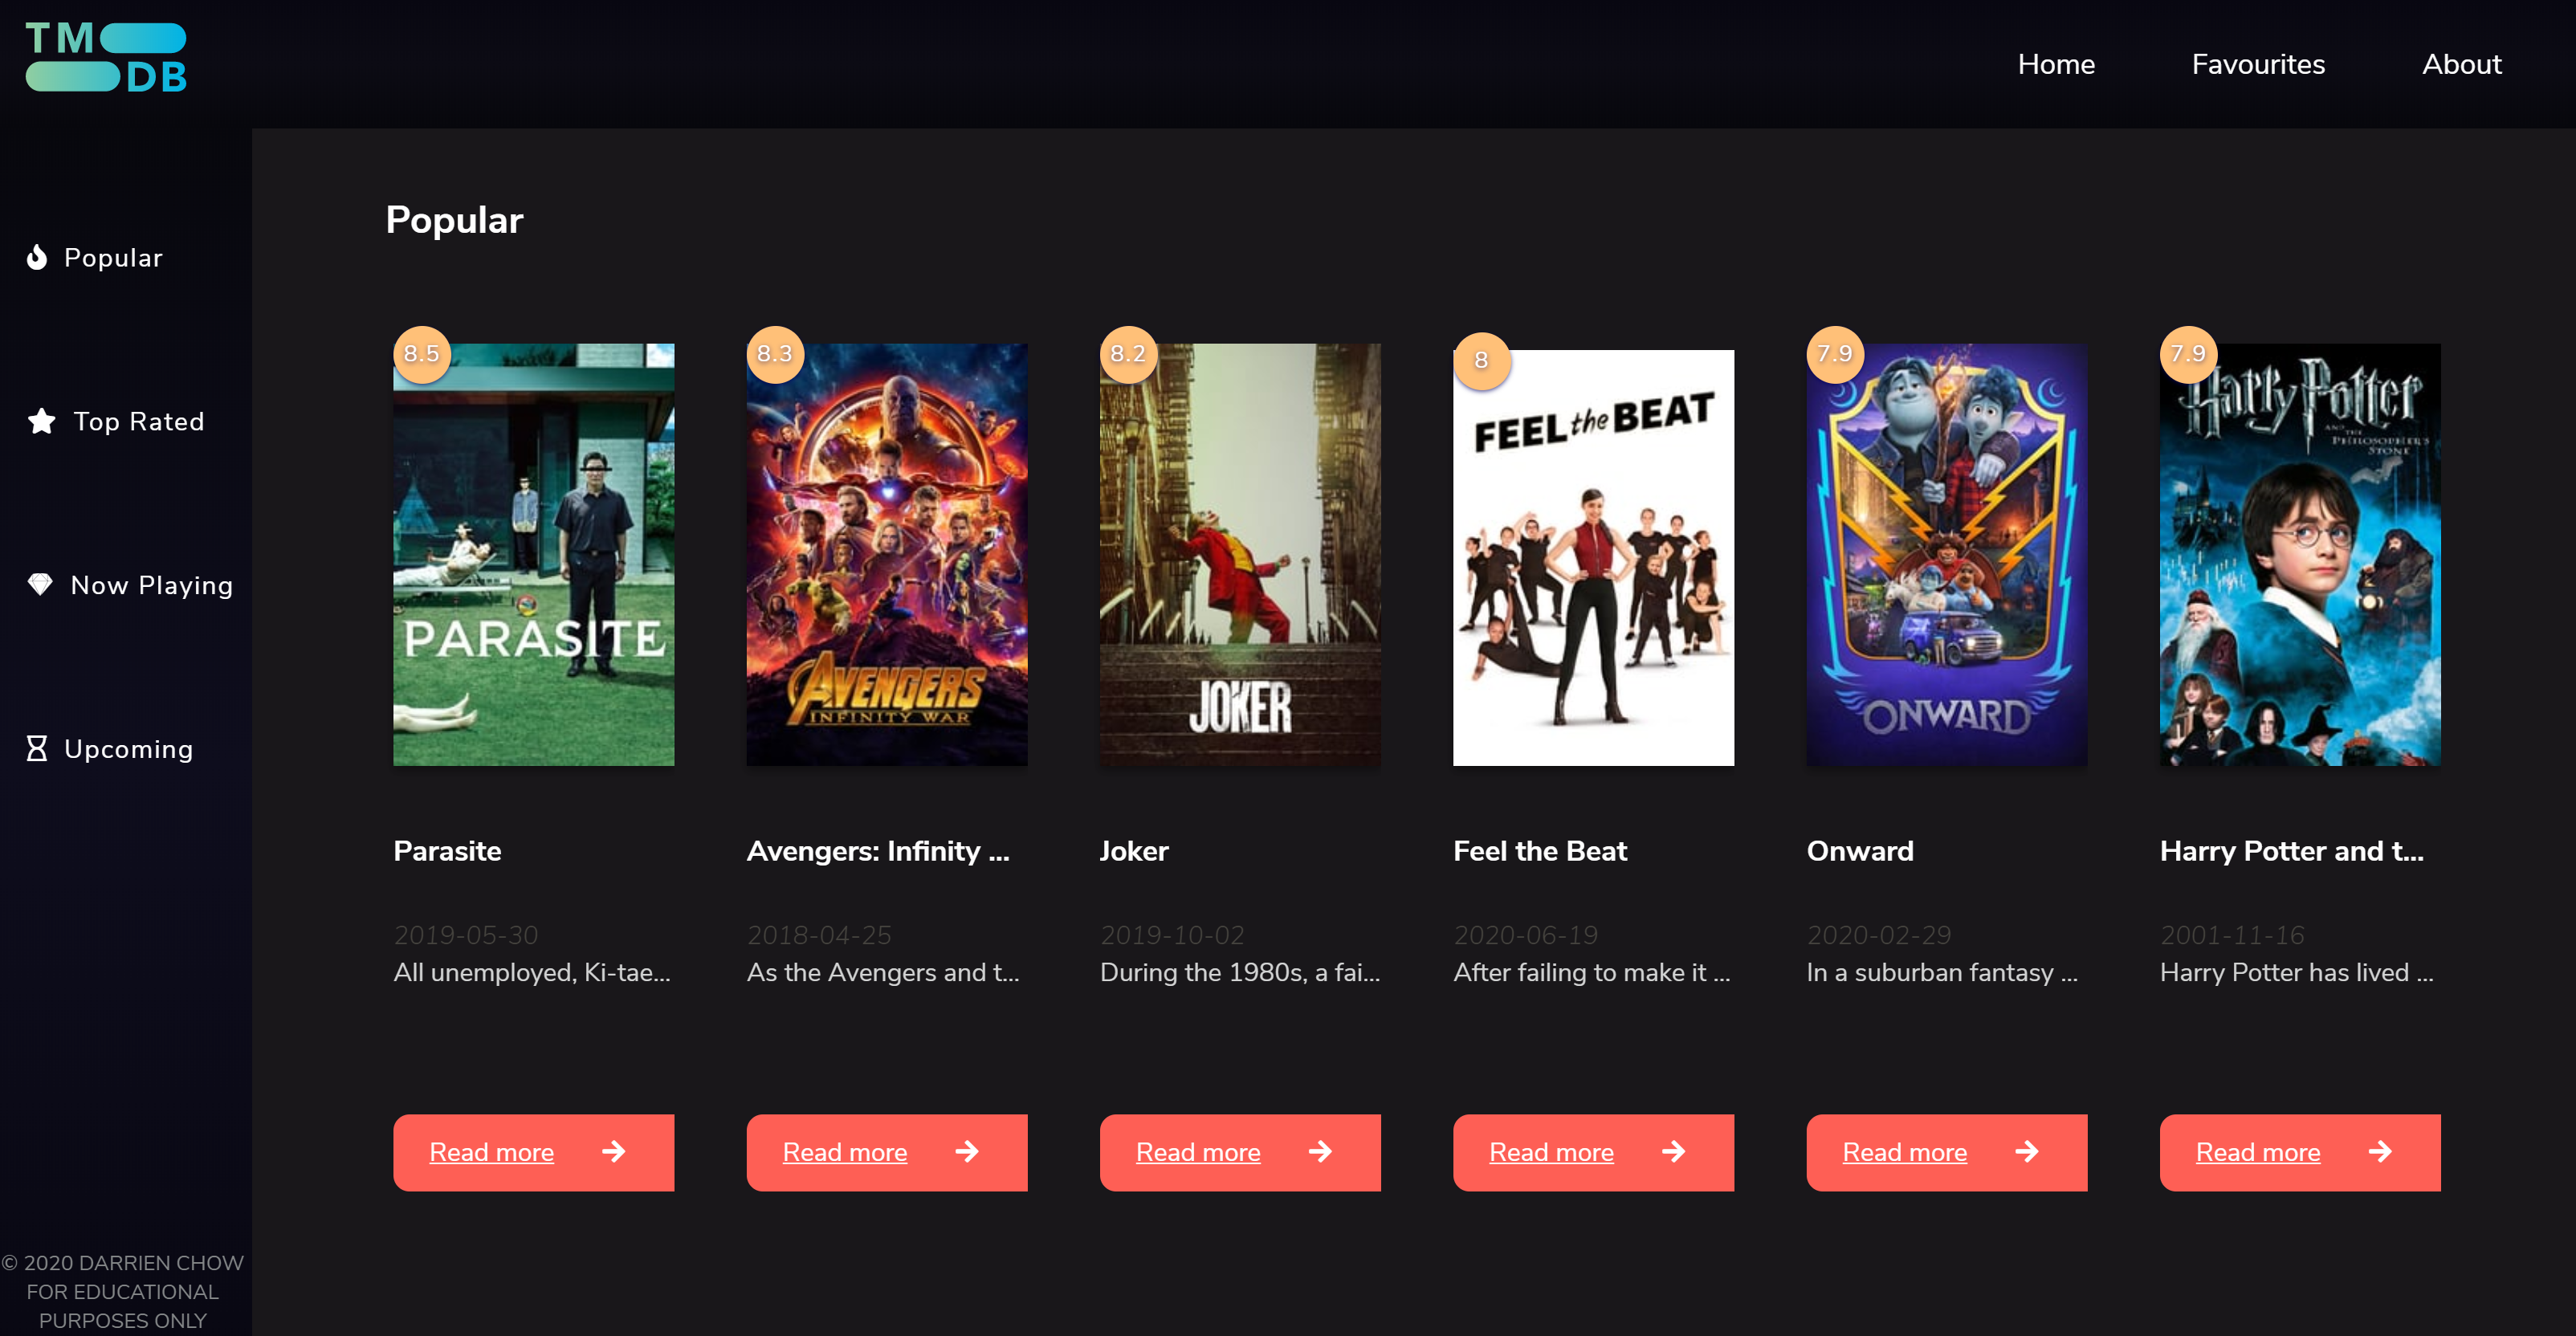 TM
DB
Home
Favourites
About
Popular
Top Rated
Now Playing
Upcoming
© 2020 DARRIEN CHOW
FOR EDUCATIONAL
PURPOSES ONLY
Popular
8.5
PARASITE
Parasite
2019-05-30
All unemployed, Ki-tae...
Read more
8.3
AVENGERS
INFINITY WAR
Avengers: Infinity ...
2018-04-25
As the Avengers and t...
Read more
8.2
JOKER
Joker
2019-10-02
During the 1980s, a fai...
Read more
8
FEEL the BEAT
Feel the Beat
2020-06-19
After failing to make it ...
Read more
7.9
ONWARD
Onward
2020-02-29
In a suburban fantasy ...
Read more
7.9
Harry Potter
AND THE
PHILOSOPHER'S
STONE
Harry Potter and t...
2001-11-16
Harry Potter has lived ...
Read more